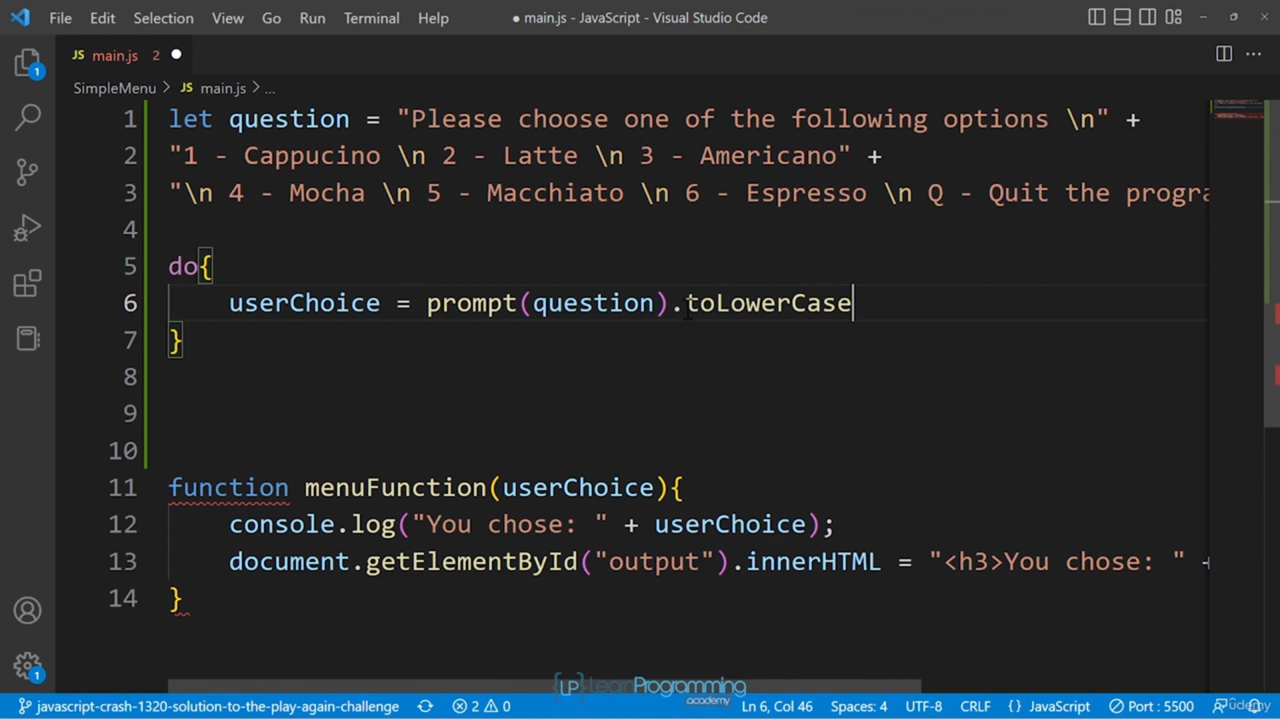 File Edit Selection View Go Run Terminal Help ● main.js - JavaScript - Visual Studio Code
JS main.js 2 ●
SimpleMenu > JS main.js > ...
1 let question = "Please choose one of the following options \n" +
2 "1 - Cappucino \n 2 - Latte \n 3 - Americano" +
3 "\n 4 - Mocha \n 5 - Macchiato \n 6 - Espresso \n Q - Quit the progra
4
5 do{
6 userChoice = prompt(question).toLowerCase
7 }
8
9
10
11 function menuFunction(userChoice){
12 console.log("You chose: " + userChoice);
13 document.getElementById("output").innerHTML = "<h3>You chose: " +
14 }
1
1
LP LearnProgramming
academy
javascript-crash-1320-solution-to-the-play-again-challenge 2 0 Ln 6, Col 46 Spaces: 4 UTF-8 CRLF {} JavaScript Port : 5500
ûdemy